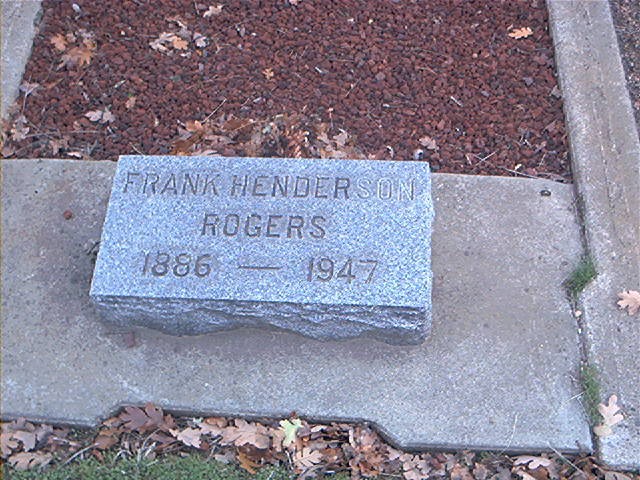 FRANK HENDERSON
ROGERS
1886 — 1947